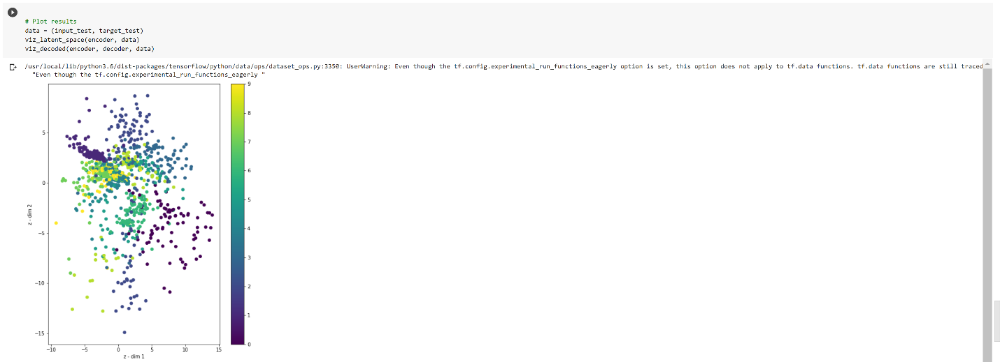 # Plot results
data = (input_test, target_test)
viz_latent_space(encoder, data)
viz_decoded(encoder, decoder, data)
/usr/local/lib/python3.6/dist-packages/tensorflow/python/data/ops/dataset_ops.py:3350: UserWarning: Even though the tf.config.experimental_run_functions_eagerly option is set, this option does not apply to tf.data functions. tf.data functions are still traced
"Even though the tf.config.experimental_run_functions_eagerly "
9
8
7
6
5
4
3
2
1
0
5
0
−5
−10
−15
z - dim 2
−10 −5 0 5 10 15
z - dim 1